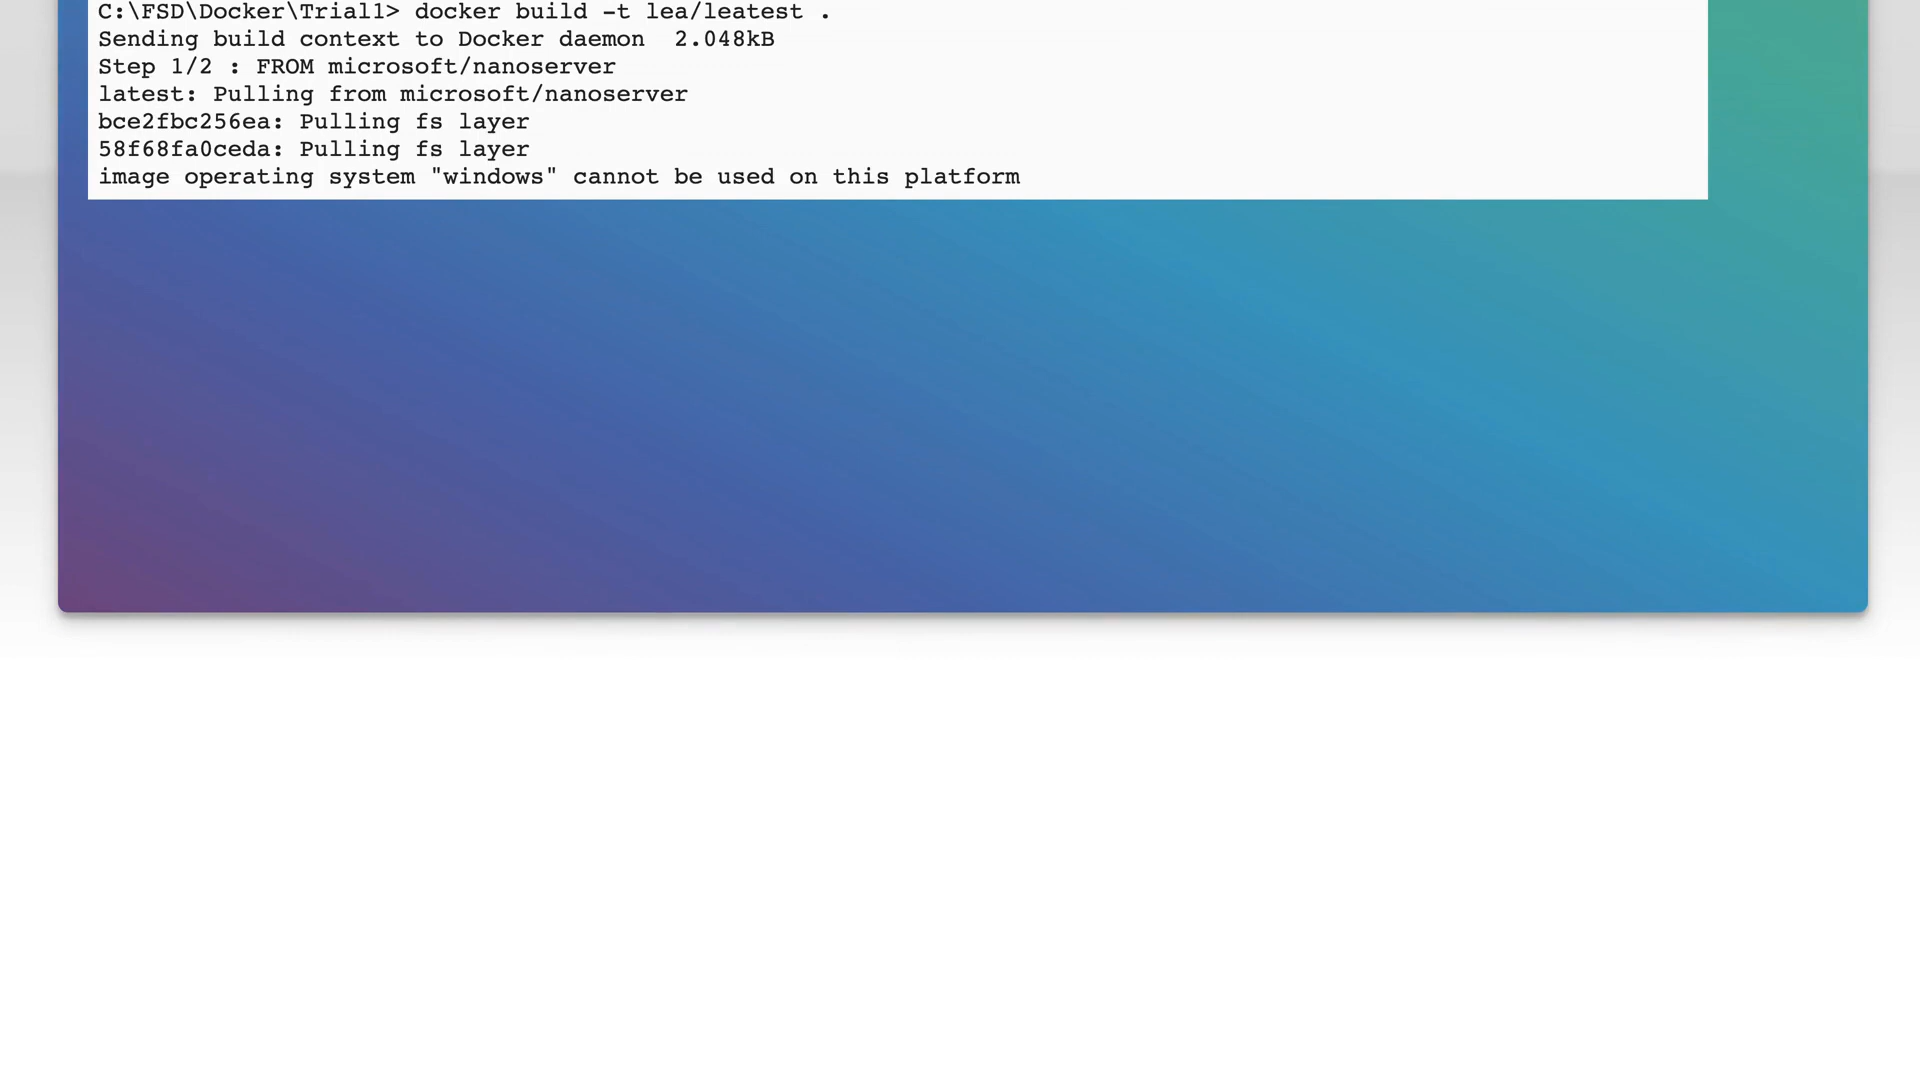 C:\FSD\Docker\Trial1> docker build -t lea/leatest .
Sending build context to Docker daemon  2.048kB
Step 1/2 : FROM microsoft/nanoserver
latest: Pulling from microsoft/nanoserver
bce2fbc256ea: Pulling fs layer
58f68fa0ceda: Pulling fs layer
image operating system "windows" cannot be used on this platform